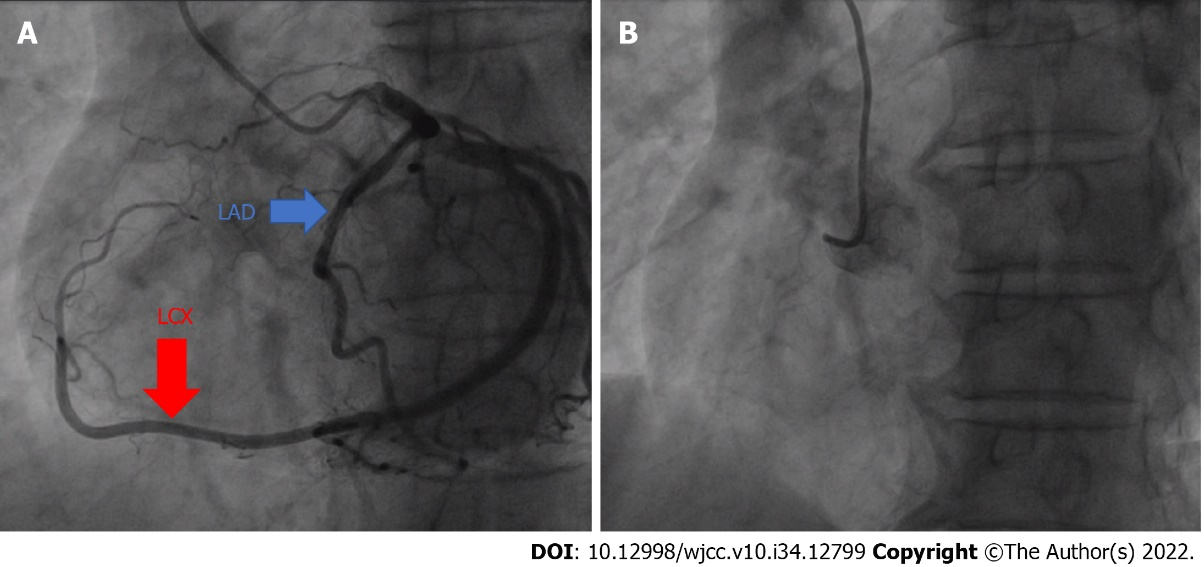 A
B
LAD
LCX
DOI: 10.12998/wjcc.v10.i34.12799 Copyright ©The Author(s) 2022.